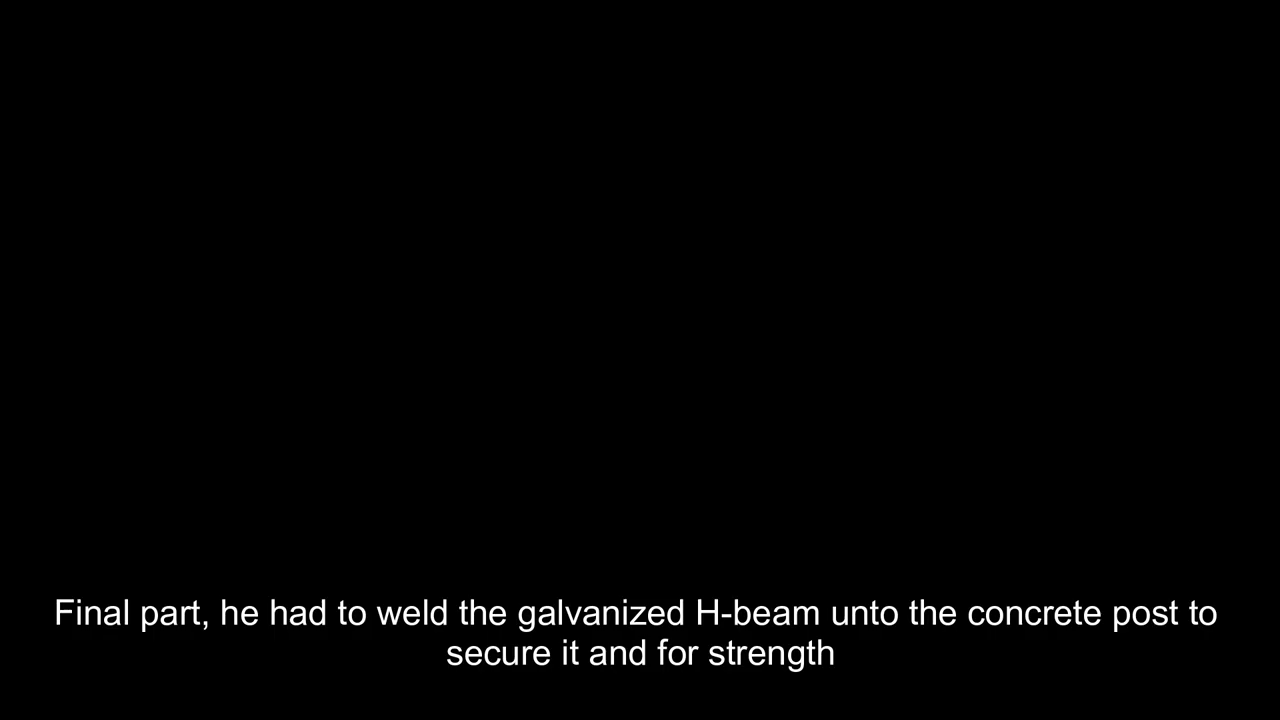 Final part, he had to weld the galvanized H-beam unto the concrete post to
secure it and for strength